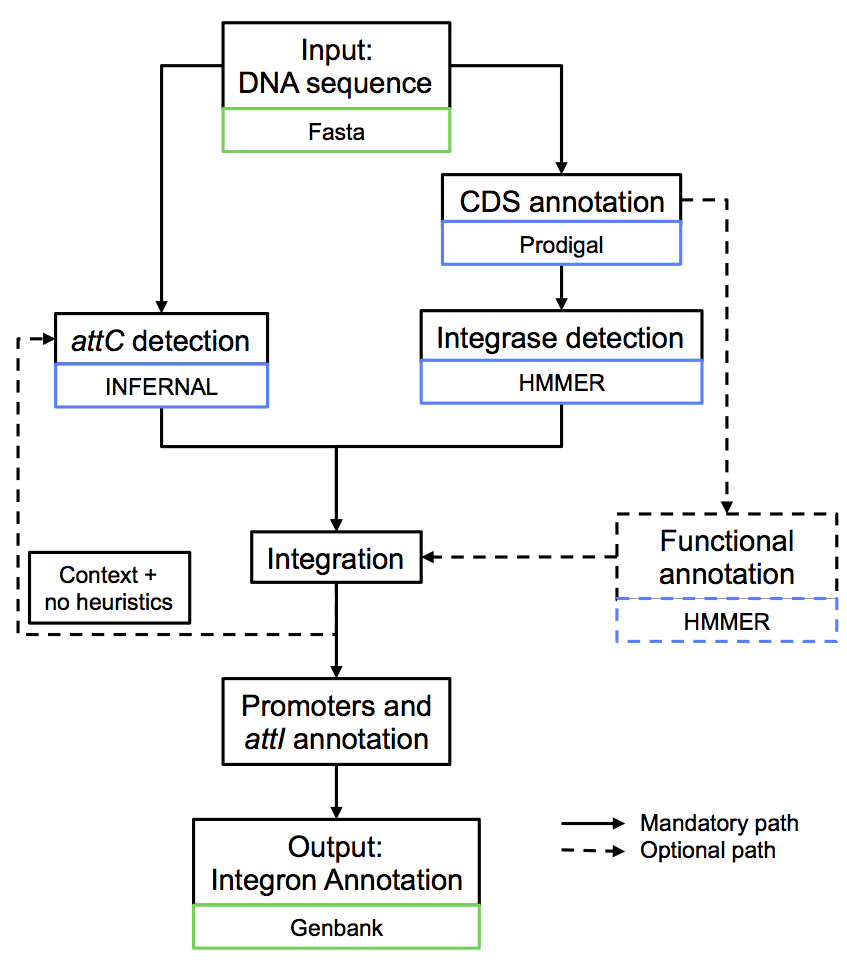 Input:
DNA sequence
Fasta
CDS annotation
Prodigal
attC detection
INFERNAL
Integrase detection
HMMER
Integration
Functional
annotation
HMMER
Context +
no heuristics
Promoters and
attI annotation
Output:
Integron Annotation
Genbank
Mandatory path
Optional path